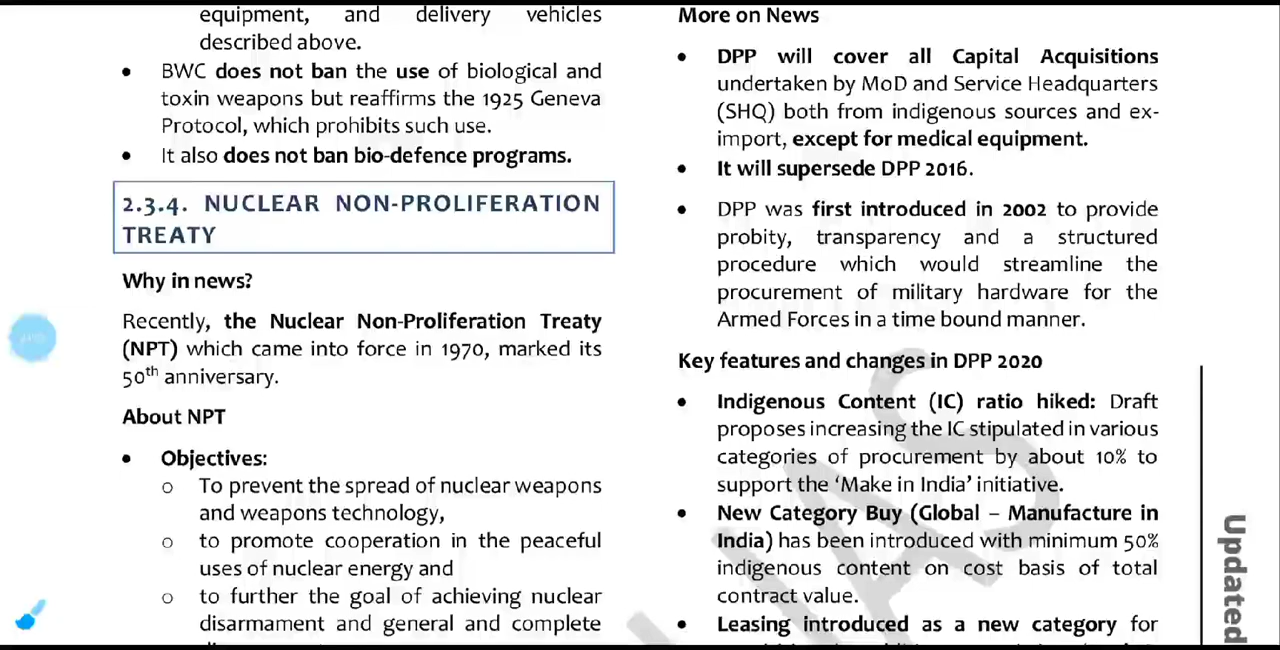 equipment, and delivery vehicles
described above.
• BWC does not ban the use of biological and
toxin weapons but reaffirms the 1925 Geneva
Protocol, which prohibits such use.
• It also does not ban bio-defence programs.
2.3.4. NUCLEAR NON-PROLIFERATION
TREATY
Why in news?
Recently, the Nuclear Non-Proliferation Treaty
(NPT) which came into force in 1970, marked its
50th anniversary.
About NPT
• Objectives:
o To prevent the spread of nuclear weapons
and weapons technology,
o to promote cooperation in the peaceful
uses of nuclear energy and
o to further the goal of achieving nuclear
disarmament and general and complete
More on News
• DPP will cover all Capital Acquisitions
undertaken by MoD and Service Headquarters
(SHQ) both from indigenous sources and ex-
import, except for medical equipment.
• It will supersede DPP 2016.
• DPP was first introduced in 2002 to provide
probity, transparency and a structured
procedure which would streamline the
procurement of military hardware for the
Armed Forces in a time bound manner.
Key features and changes in DPP 2020
• Indigenous Content (IC) ratio hiked: Draft
proposes increasing the IC stipulated in various
categories of procurement by about 10% to
support the ‘Make in India’ initiative.
• New Category Buy (Global – Manufacture in
India) has been introduced with minimum 50%
indigenous content on cost basis of total
contract value.
• Leasing introduced as a new category for
IAS
Updated